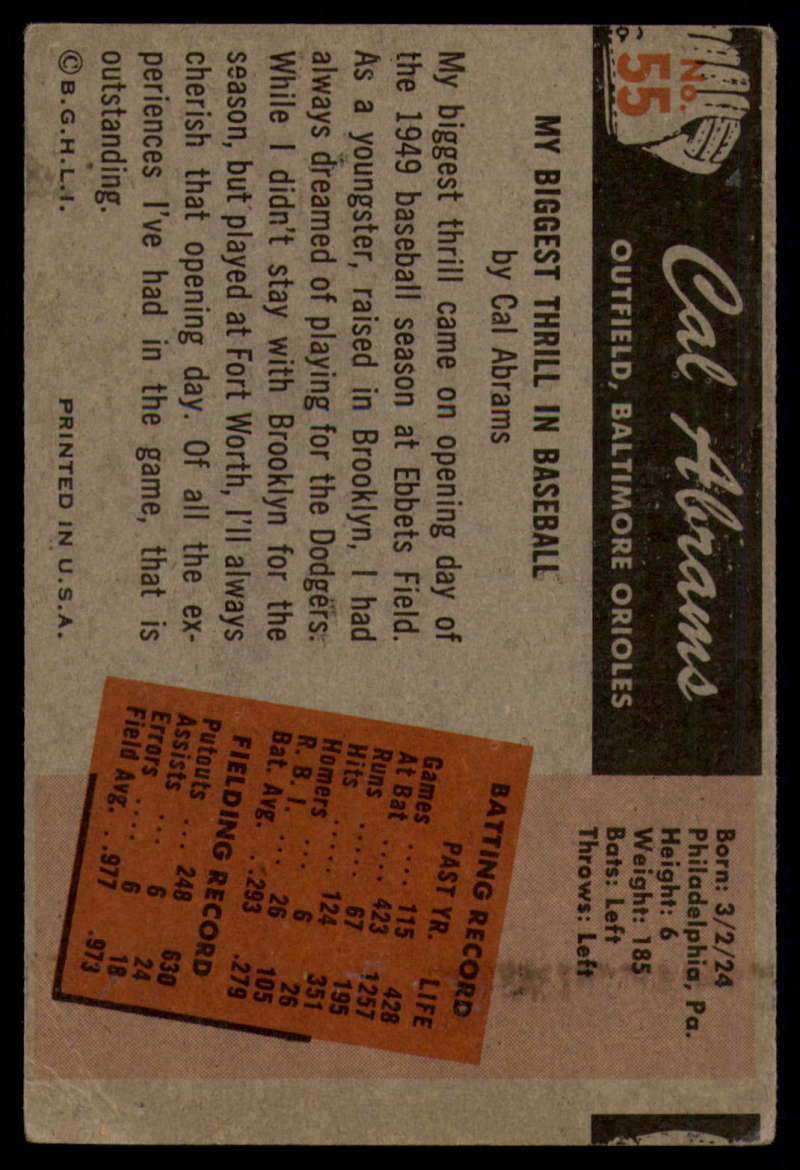 No.
55
Cal Abrams
OUTFIELD, BALTIMORE ORIOLES
Born: 3/2/24
Philadelphia, Pa.
Height: 6
Weight: 185
Bats: Left
Throws: Left
MY BIGGEST THRILL IN BASEBALL
by Cal Abrams
My biggest thrill came on opening day of
the 1949 baseball season at Ebbets Field.
As a youngster, raised in Brooklyn, I had
always dreamed of playing for the Dodgers.
While I didn't stay with Brooklyn for the
season, but played at Fort Worth, I'll always
cherish that opening day. Of all the ex-
periences I've had in the game, that is
outstanding.
© B.G.H.L.I. PRINTED IN U.S.A.
BATTING RECORD
PAST YR. LIFE
Games .... 115 428
At Bat .... 423 1257
Runs ...... 67 195
Hits ..... 124 351
Homers ... 6 26
R. B. I. ... 26 105
Bat. Avg. . .293 .279
FIELDING RECORD
Putouts ... 248 630
Assists ... 6 24
Errors .... 6 18
Field Avg. . .977 .973